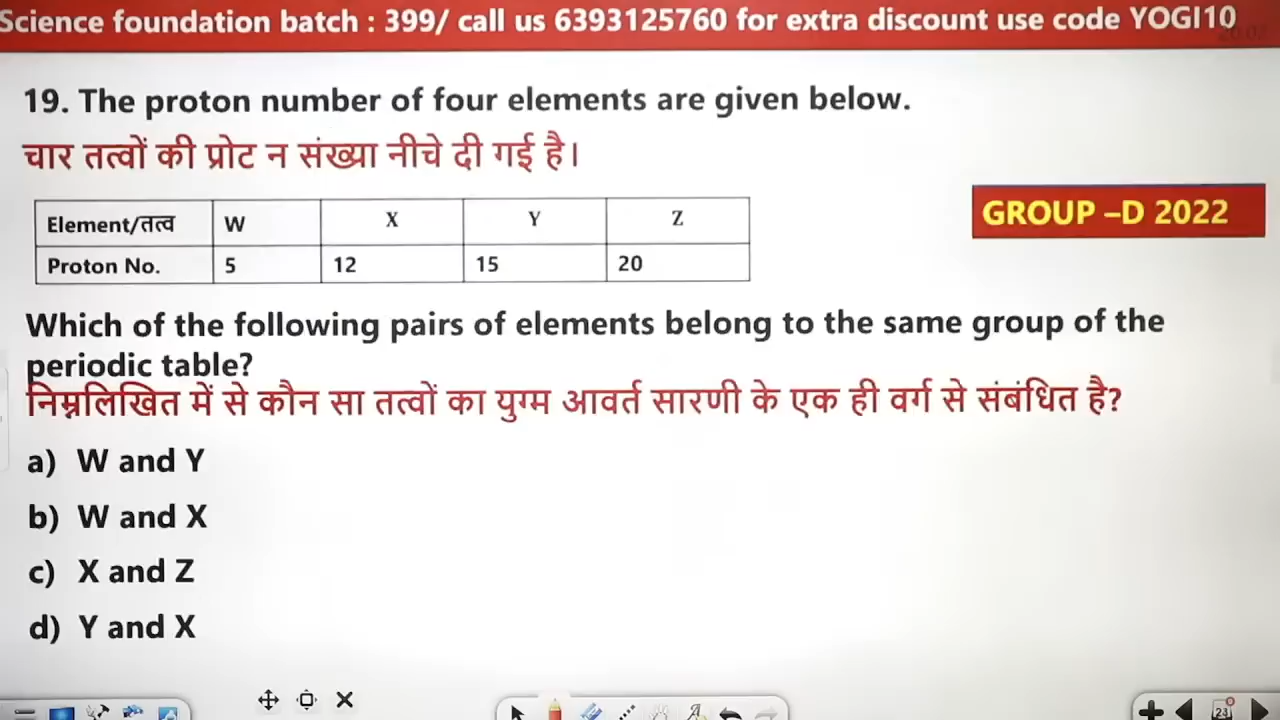 Science foundation batch : 399/ call us 6393125760 for extra discount use code YOGI10
19. The proton number of four elements are given below.
चार तत्वों की प्रोट न संख्या नीचे दी गई है।
Element/तत्व W X Y Z
Proton No. 5 12 15 20
GROUP –D 2022
Which of the following pairs of elements belong to the same group of the
periodic table?
निम्नलिखित में से कौन सा तत्वों का युग्म आवर्त सारणी के एक ही वर्ग से संबंधित है?
a) W and Y
b) W and X
c) X and Z
d) Y and X
23